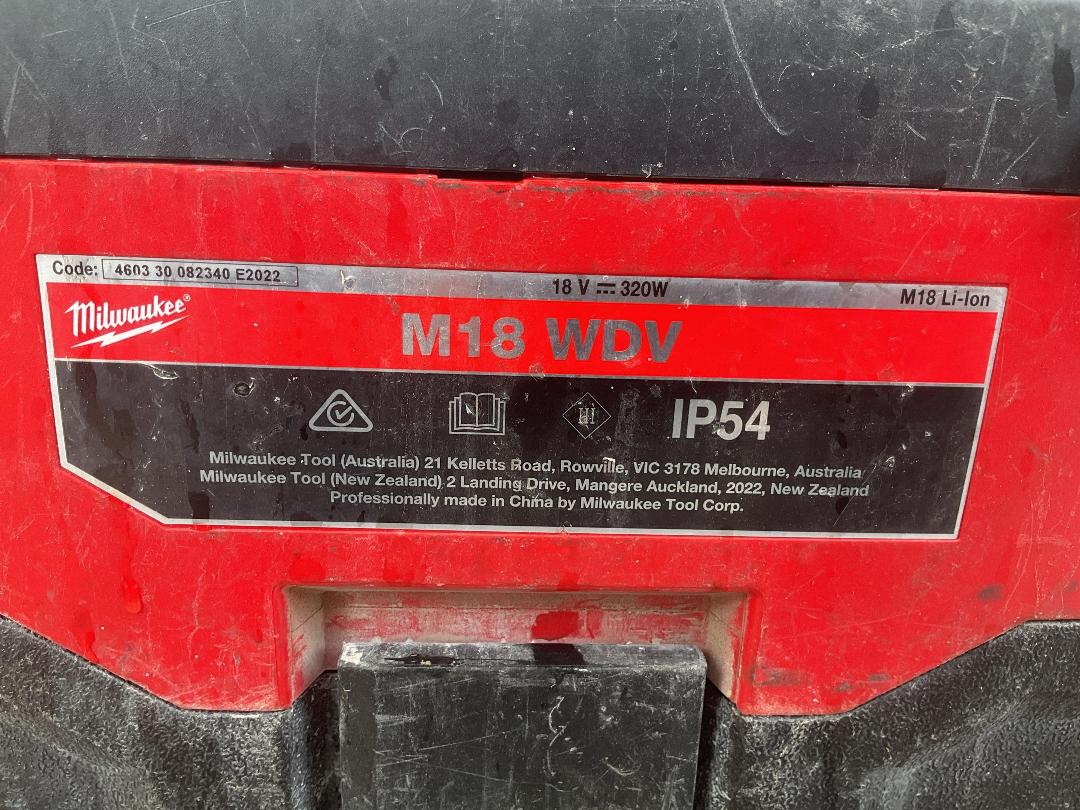 Code: 4603 30 082340 E2022
18 V ⎓ 320W
M18 Li-Ion
Milwaukee®
M18 WDV
IP54
Milwaukee Tool (Australia) 21 Kelletts Road, Rowville, VIC 3178 Melbourne, Australia
Milwaukee Tool (New Zealand) 2 Landing Drive, Mangere Auckland, 2022, New Zealand
Professionally made in China by Milwaukee Tool Corp.